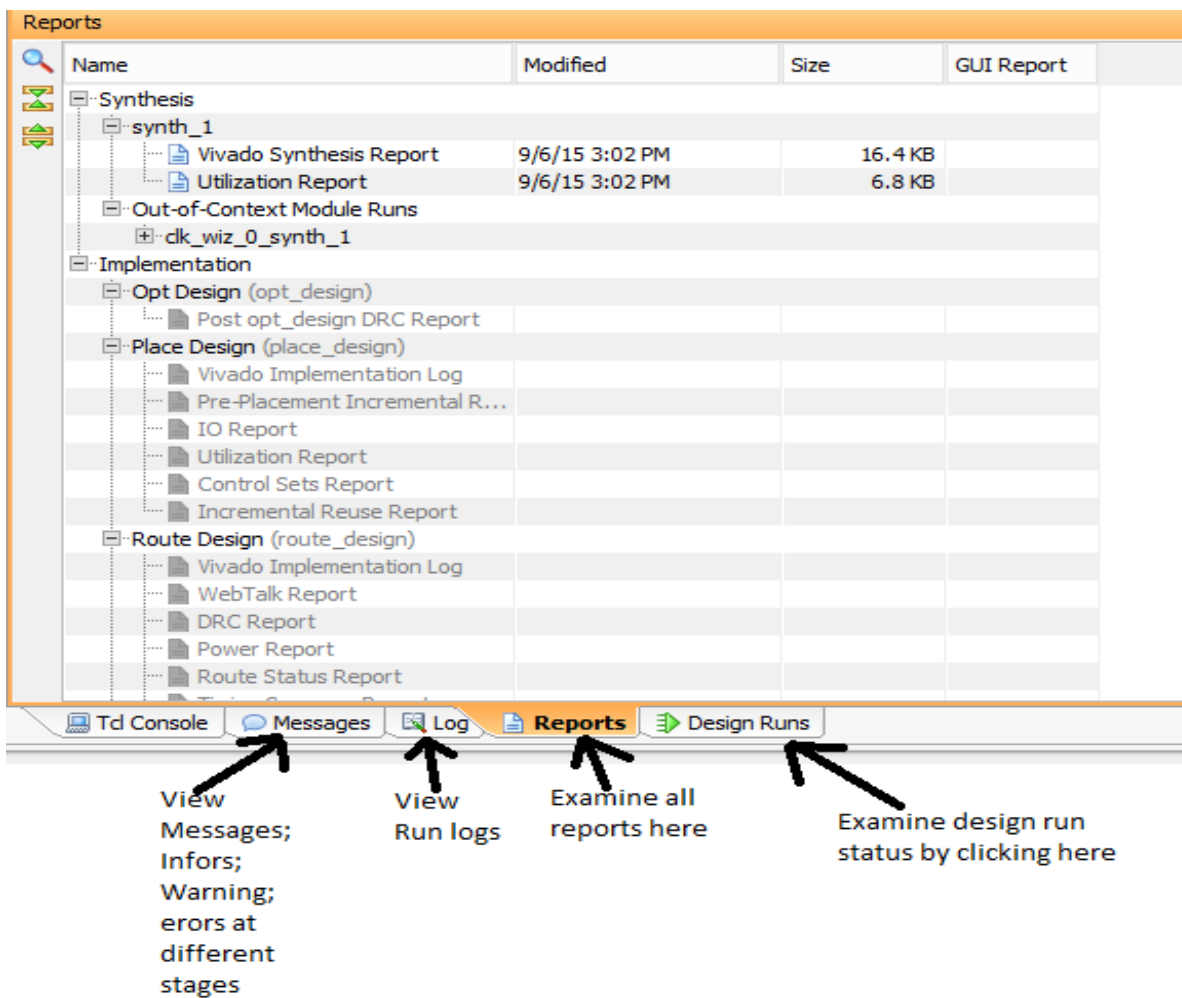 Reports
Name Modified Size GUI Report
Synthesis
synth_1
Vivado Synthesis Report 9/6/15 3:02 PM 16.4 KB
Utilization Report 9/6/15 3:02 PM 6.8 KB
Out-of-Context Module Runs
clk_wiz_0_synth_1
Implementation
Opt Design (opt_design)
Post opt_design DRC Report
Place Design (place_design)
Vivado Implementation Log
Pre-Placement Incremental R...
IO Report
Utilization Report
Control Sets Report
Incremental Reuse Report
Route Design (route_design)
Vivado Implementation Log
WebTalk Report
DRC Report
Power Report
Route Status Report
Tcl Console Messages Log Reports Design Runs
View
Messages;
Infors;
Warning;
erors at
different
stages
View
Run logs
Examine all
reports here
Examine design run
status by clicking here